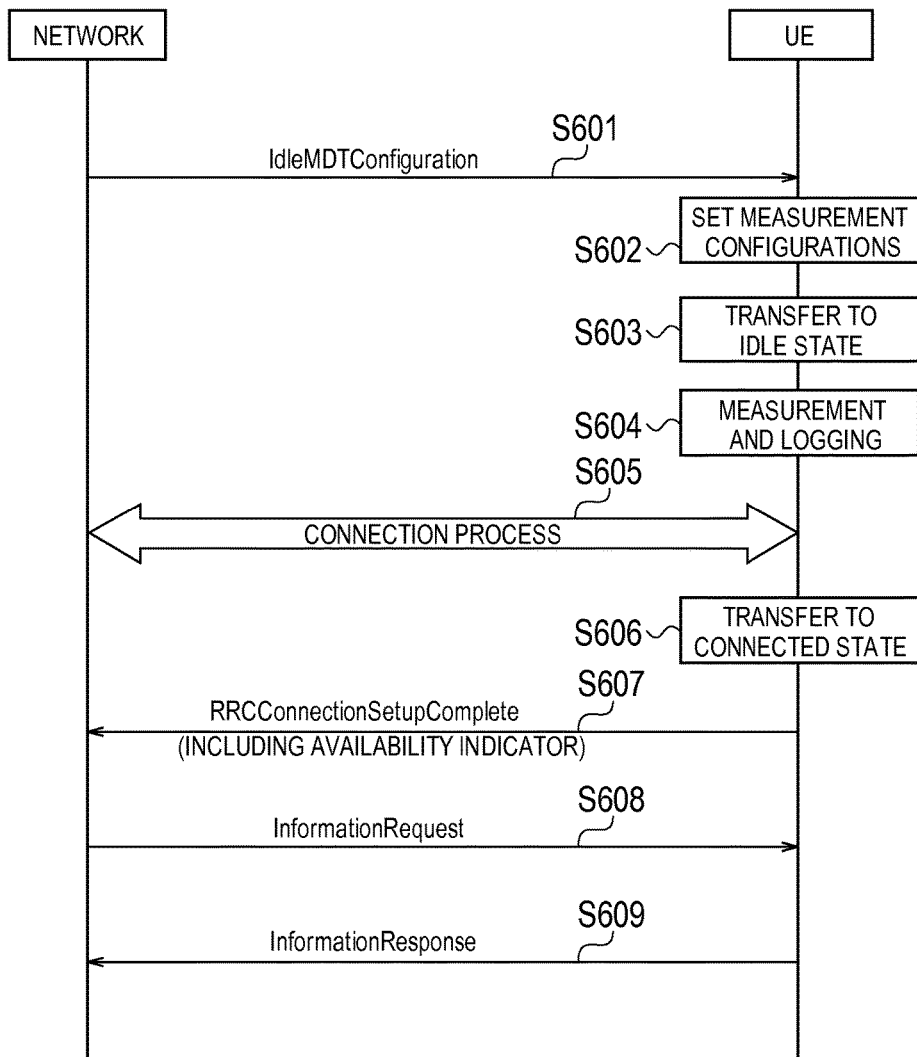 NETWORK
UE
S601
IdleMDTConfiguration
SET MEASUREMENT
CONFIGURATIONS
S602
TRANSFER TO
IDLE STATE
S603
MEASUREMENT
AND LOGGING
S604
S605
CONNECTION PROCESS
TRANSFER TO
CONNECTED STATE
S606
S607
RRCConnectionSetupComplete
(INCLUDING AVAILABILITY INDICATOR)
S608
InformationRequest
S609
InformationResponse